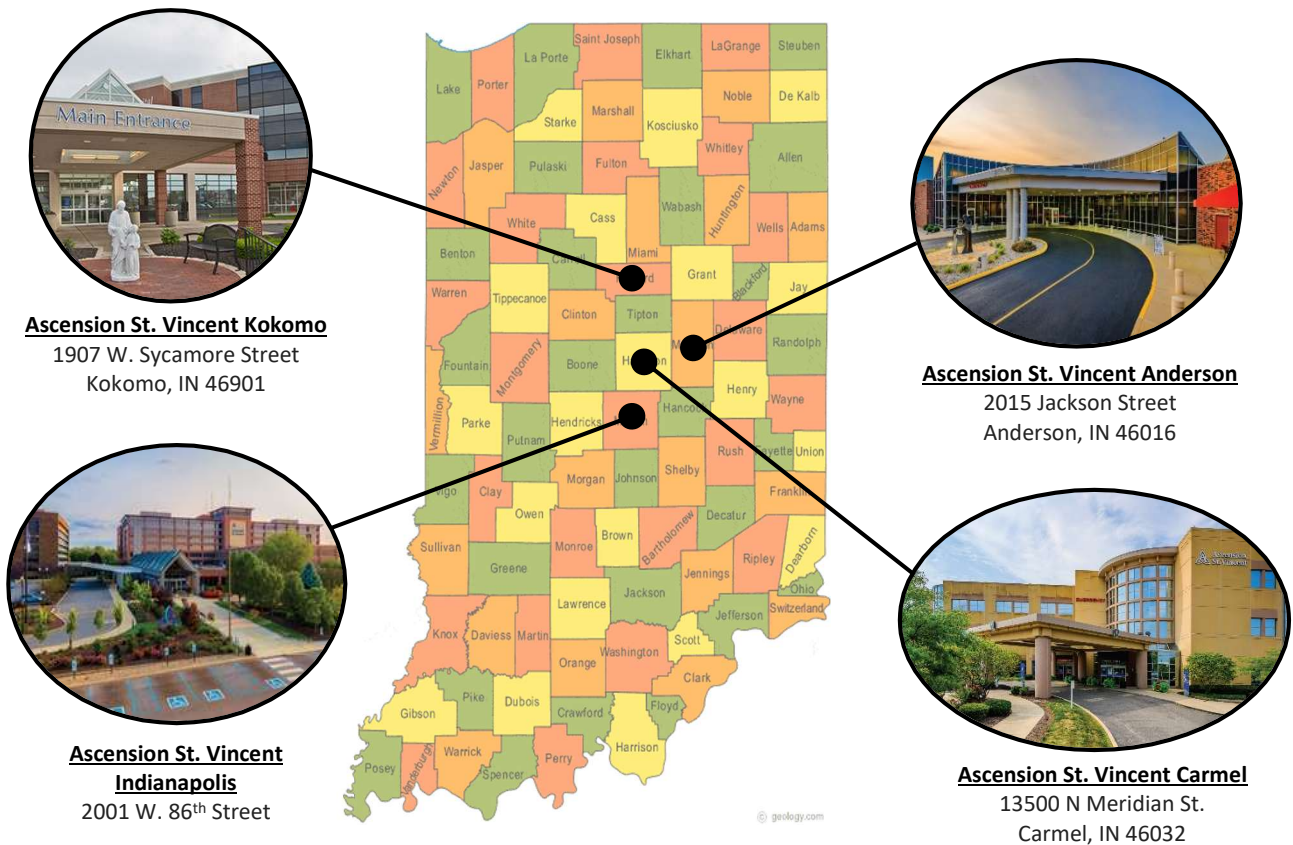 Main Entrance
Ascension St. Vincent Kokomo
1907 W. Sycamore Street
Kokomo, IN 46901
Ascension St. Vincent
Indianapolis
2001 W. 86th Street
Saint Joseph
LaGrange
Steuben
Elkhart
La Porte
Porter
Lake
Noble
De Kalb
Marshall
Starke
Kosciusko
Whitley
Allen
Fulton
Pulaski
Jasper
Newton
Wabash
Huntington
Wells
Adams
Cass
White
Miami
Benton
Grant
Blackford
Jay
Warren
Tippecanoe
Clinton
Tipton
Randolph
Fountain
Montgomery
Boone
Henry
Wayne
Vermillion
Parke
Putnam
Hendricks
Rush
Union
Morgan
Johnson
Shelby
Franklin
Clay
Owen
Decatur
Sullivan
Monroe
Brown
Bartholomew
Ripley
Dearborn
Greene
Jennings
Jackson
Ohio
Lawrence
Jefferson
Switzerland
Knox
Daviess
Martin
Scott
Washington
Orange
Clark
Pike
Dubois
Crawford
Floyd
Gibson
Harrison
Posey
Vanderburgh
Warrick
Spencer
Perry
© geology.com
Ascension St. Vincent Anderson
2015 Jackson Street
Anderson, IN 46016
Ascension
St. Vincent
Ascension St. Vincent Carmel
13500 N Meridian St.
Carmel, IN 46032